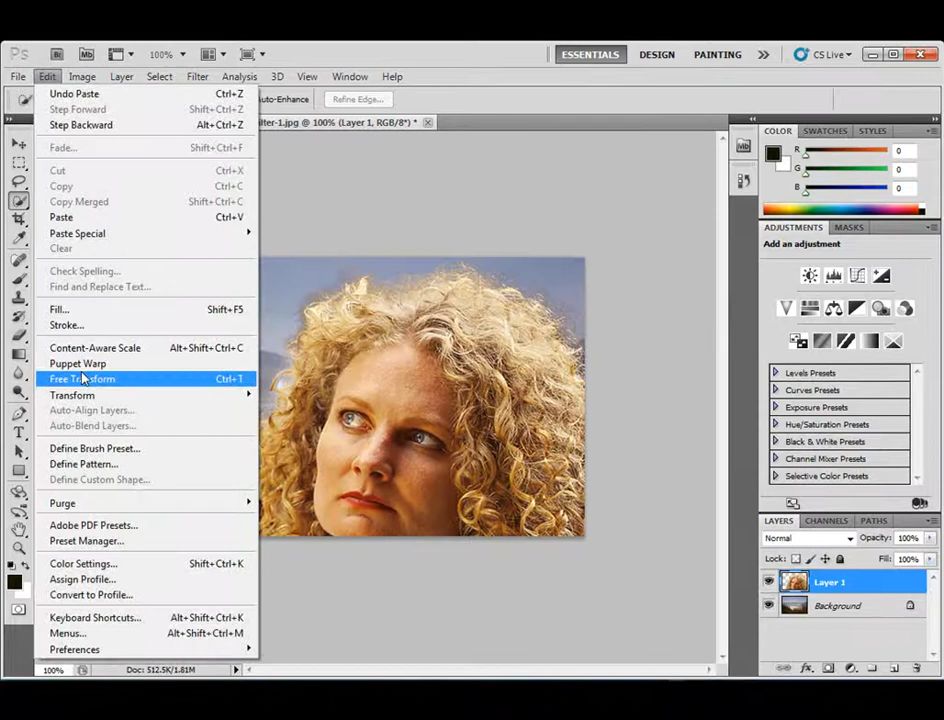 Ps Br Mb 100% ESSENTIALS DESIGN PAINTING CS Live
File Edit Image Layer Select Filter Analysis 3D View Window Help
Auto-Enhance Refine Edge...
ilter-1.jpg @ 100% (Layer 1, RGB/8*) *
Undo Paste Ctrl+Z
Step Forward Shift+Ctrl+Z
Step Backward Alt+Ctrl+Z
Fade... Shift+Ctrl+F
Cut Ctrl+X
Copy Ctrl+C
Copy Merged Shift+Ctrl+C
Paste Ctrl+V
Paste Special
Clear
Check Spelling...
Find and Replace Text...
Fill... Shift+F5
Stroke...
Content-Aware Scale Alt+Shift+Ctrl+C
Puppet Warp
Free Transform Ctrl+T
Transform
Auto-Align Layers...
Auto-Blend Layers...
Define Brush Preset...
Define Pattern...
Define Custom Shape...
Purge
Adobe PDF Presets...
Preset Manager...
Color Settings... Shift+Ctrl+K
Assign Profile...
Convert to Profile...
Keyboard Shortcuts... Alt+Shift+Ctrl+K
Menus... Alt+Shift+Ctrl+M
Preferences
100% Doc: 512.5K/1.81M
Mb
COLOR SWATCHES STYLES
R 0
G 0
B 0
ADJUSTMENTS MASKS
Add an adjustment
Levels Presets
Curves Presets
Exposure Presets
Hue/Saturation Presets
Black & White Presets
Channel Mixer Presets
Selective Color Presets
LAYERS CHANNELS PATHS
Normal Opacity: 100%
Lock: Fill: 100%
Layer 1
Background